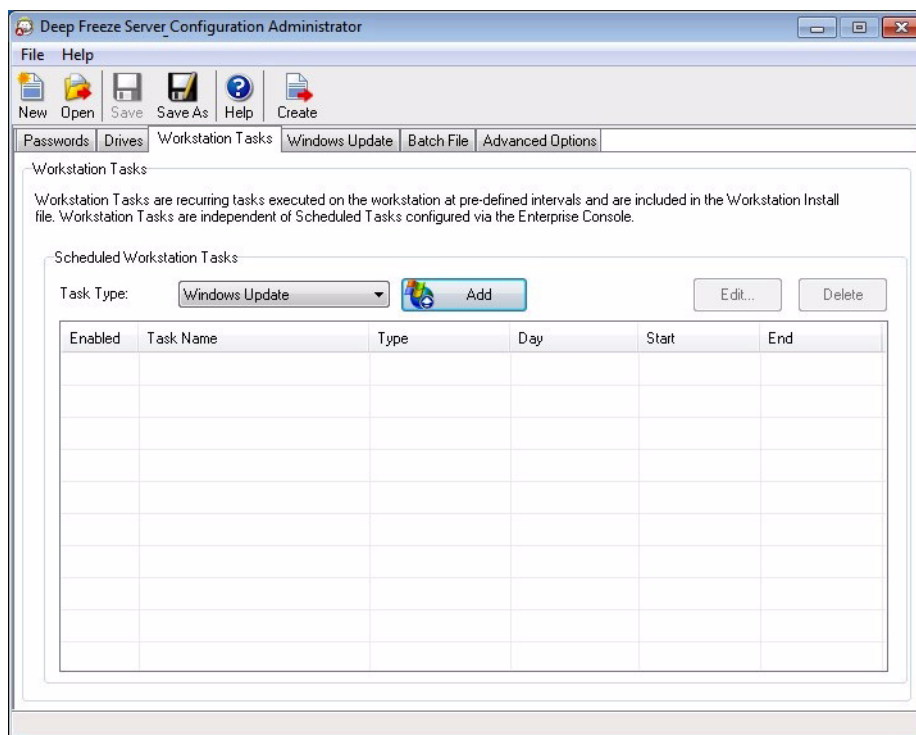 Deep Freeze Server Configuration Administrator
File Help
New Open Save Save As Help Create
Passwords Drives Workstation Tasks Windows Update Batch File Advanced Options
Workstation Tasks
Workstation Tasks are recurring tasks executed on the workstation at pre-defined intervals and are included in the Workstation Install
file. Workstation Tasks are independent of Scheduled Tasks configured via the Enterprise Console.
Scheduled Workstation Tasks
Task Type: Windows Update Add Edit... Delete
Enabled Task Name Type Day Start End